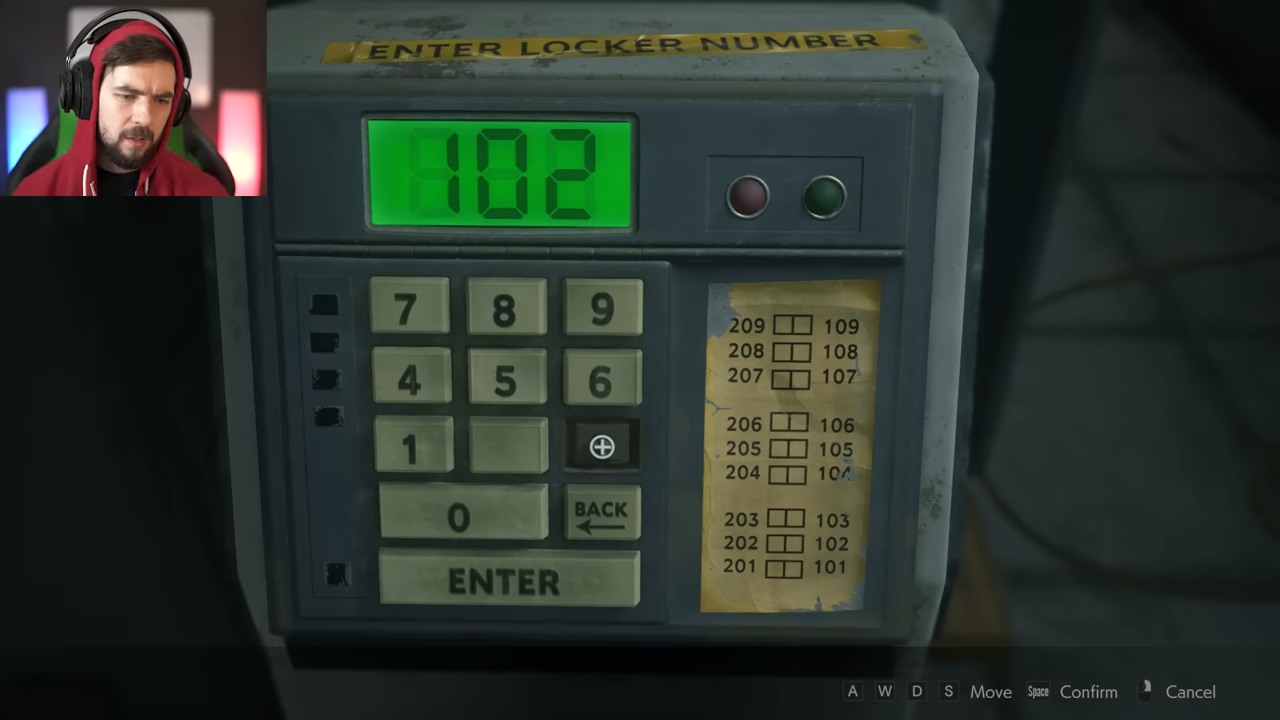 ENTER LOCKER NUMBER
102
7 8 9
4 5 6
1
0 BACK
ENTER
209 109
208 108
207 107
206 106
205 105
204 104
203 103
202 102
201 101
A W D S Move Space Confirm Cancel